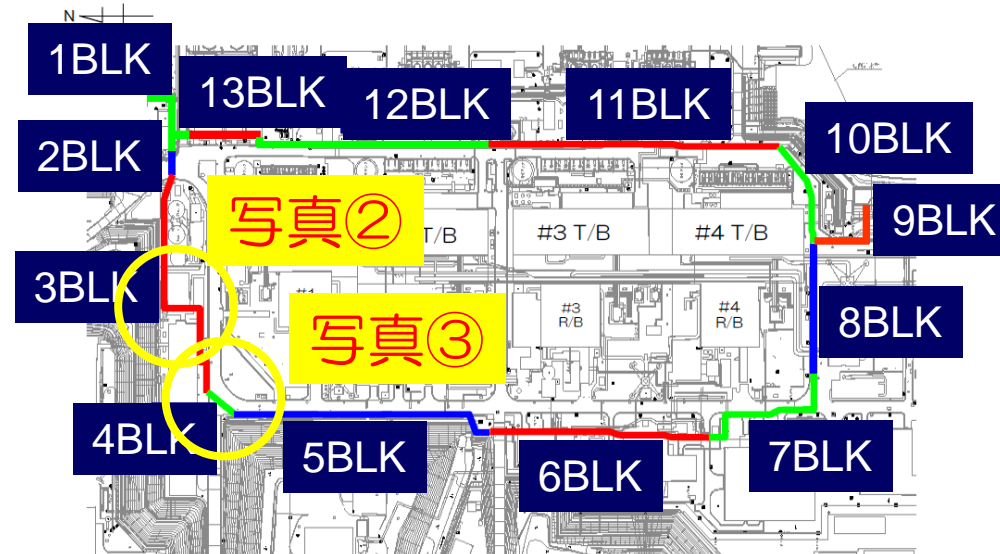 N
1BLK
13BLK
12BLK
11BLK
10BLK
2BLK
写真②
T/B
#3 T/B
#4 T/B
9BLK
3BLK
写真③
#3
R/B
#4
R/B
8BLK
4BLK
5BLK
6BLK
7BLK